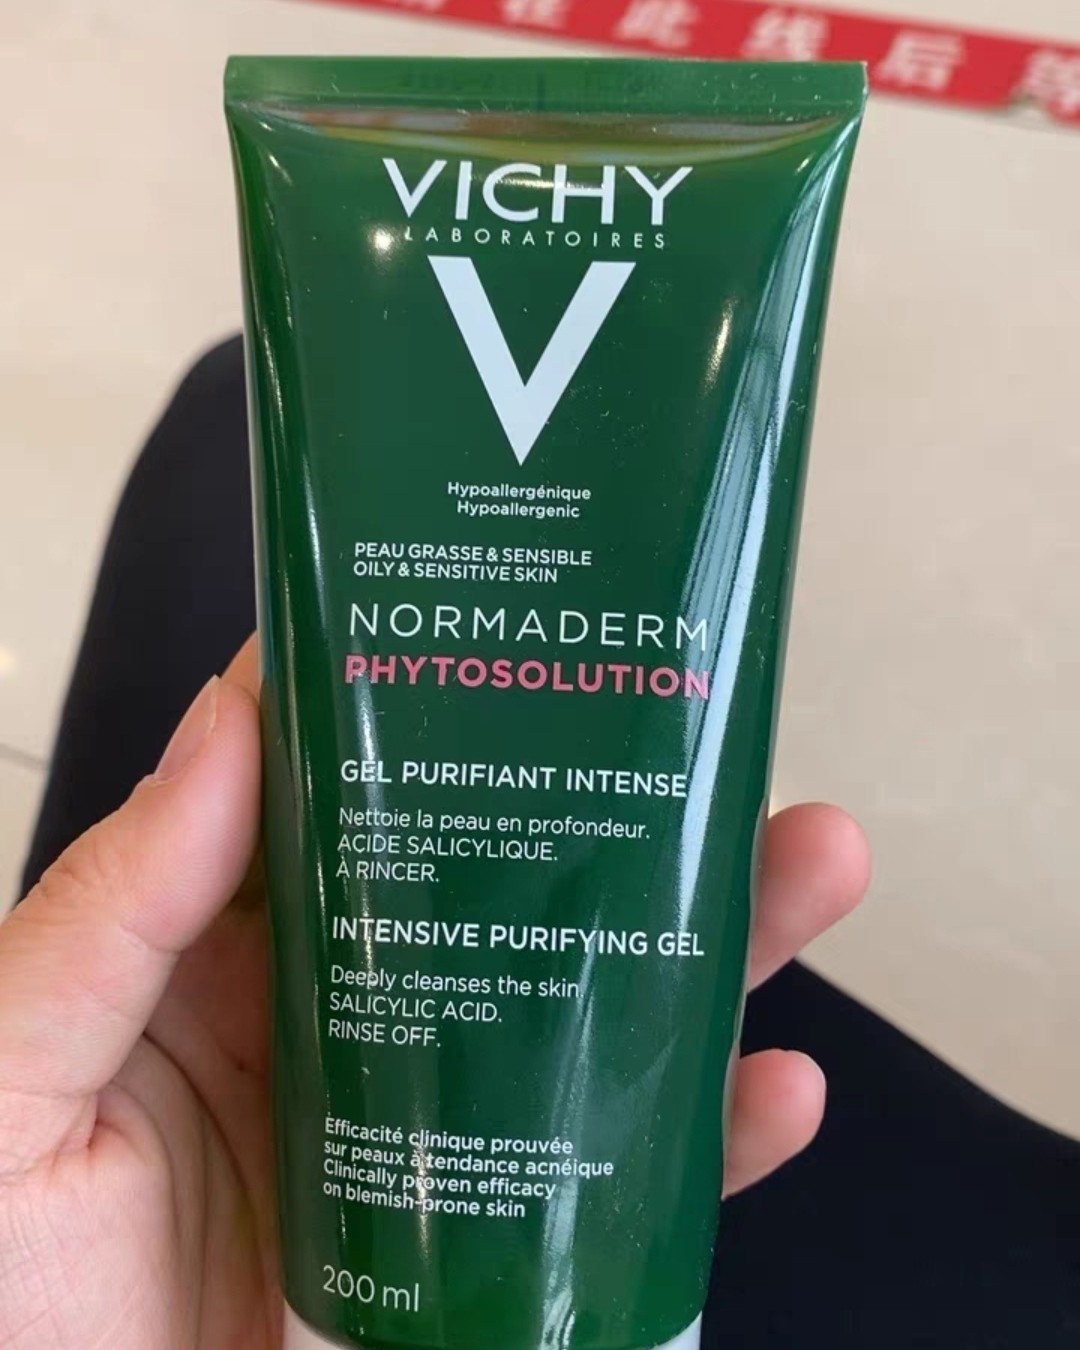 在此线后
VICHY
LABORATOIRES
V
Hypoallergénique
Hypoallergenic
PEAU GRASSE & SENSIBLE
OILY & SENSITIVE SKIN
NORMADERM
PHYTOSOLUTION
GEL PURIFIANT INTENSE
Nettoie la peau en profondeur.
ACIDE SALICYLIQUE.
À RINCER.
INTENSIVE PURIFYING GEL
Deeply cleanses the skin.
SALICYLIC ACID.
RINSE OFF.
Efficacité clinique prouvée
sur peaux à tendance acnéique
Clinically proven efficacy
on blemish-prone skin
200 ml